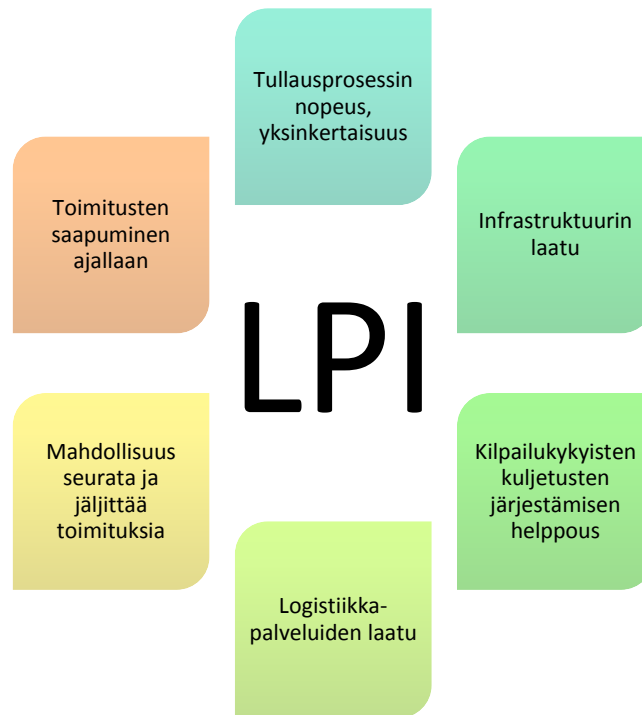 Tullausprosessin
nopeus,
yksinkertaisuus
Toimitusten
saapuminen
ajallaan
Infrastruktuurin
laatu
LPI
Mahdollisuus
seurata ja
jäljittää
toimituksia
Kilpailukykyisten
kuljetusten
järjestämisen
helppous
Logistiikka-
palveluiden laatu